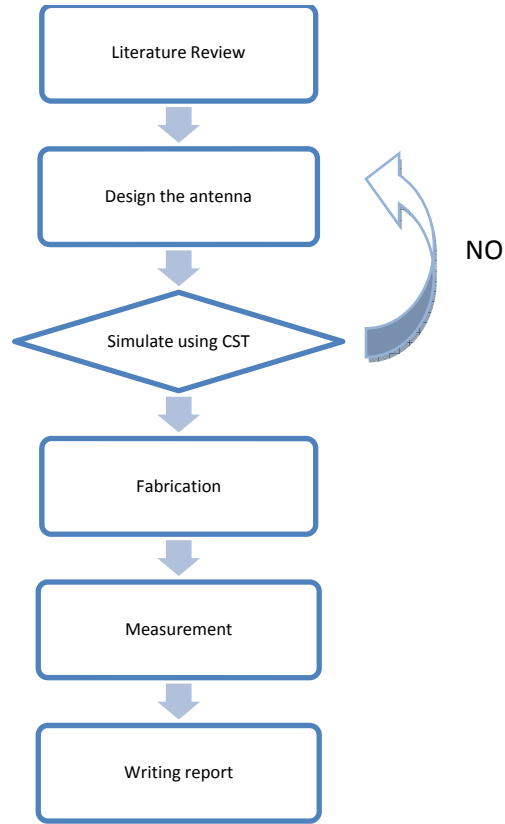 Literature Review
Design the antenna
NO
Simulate using CST
Fabrication
Measurement
Writing report